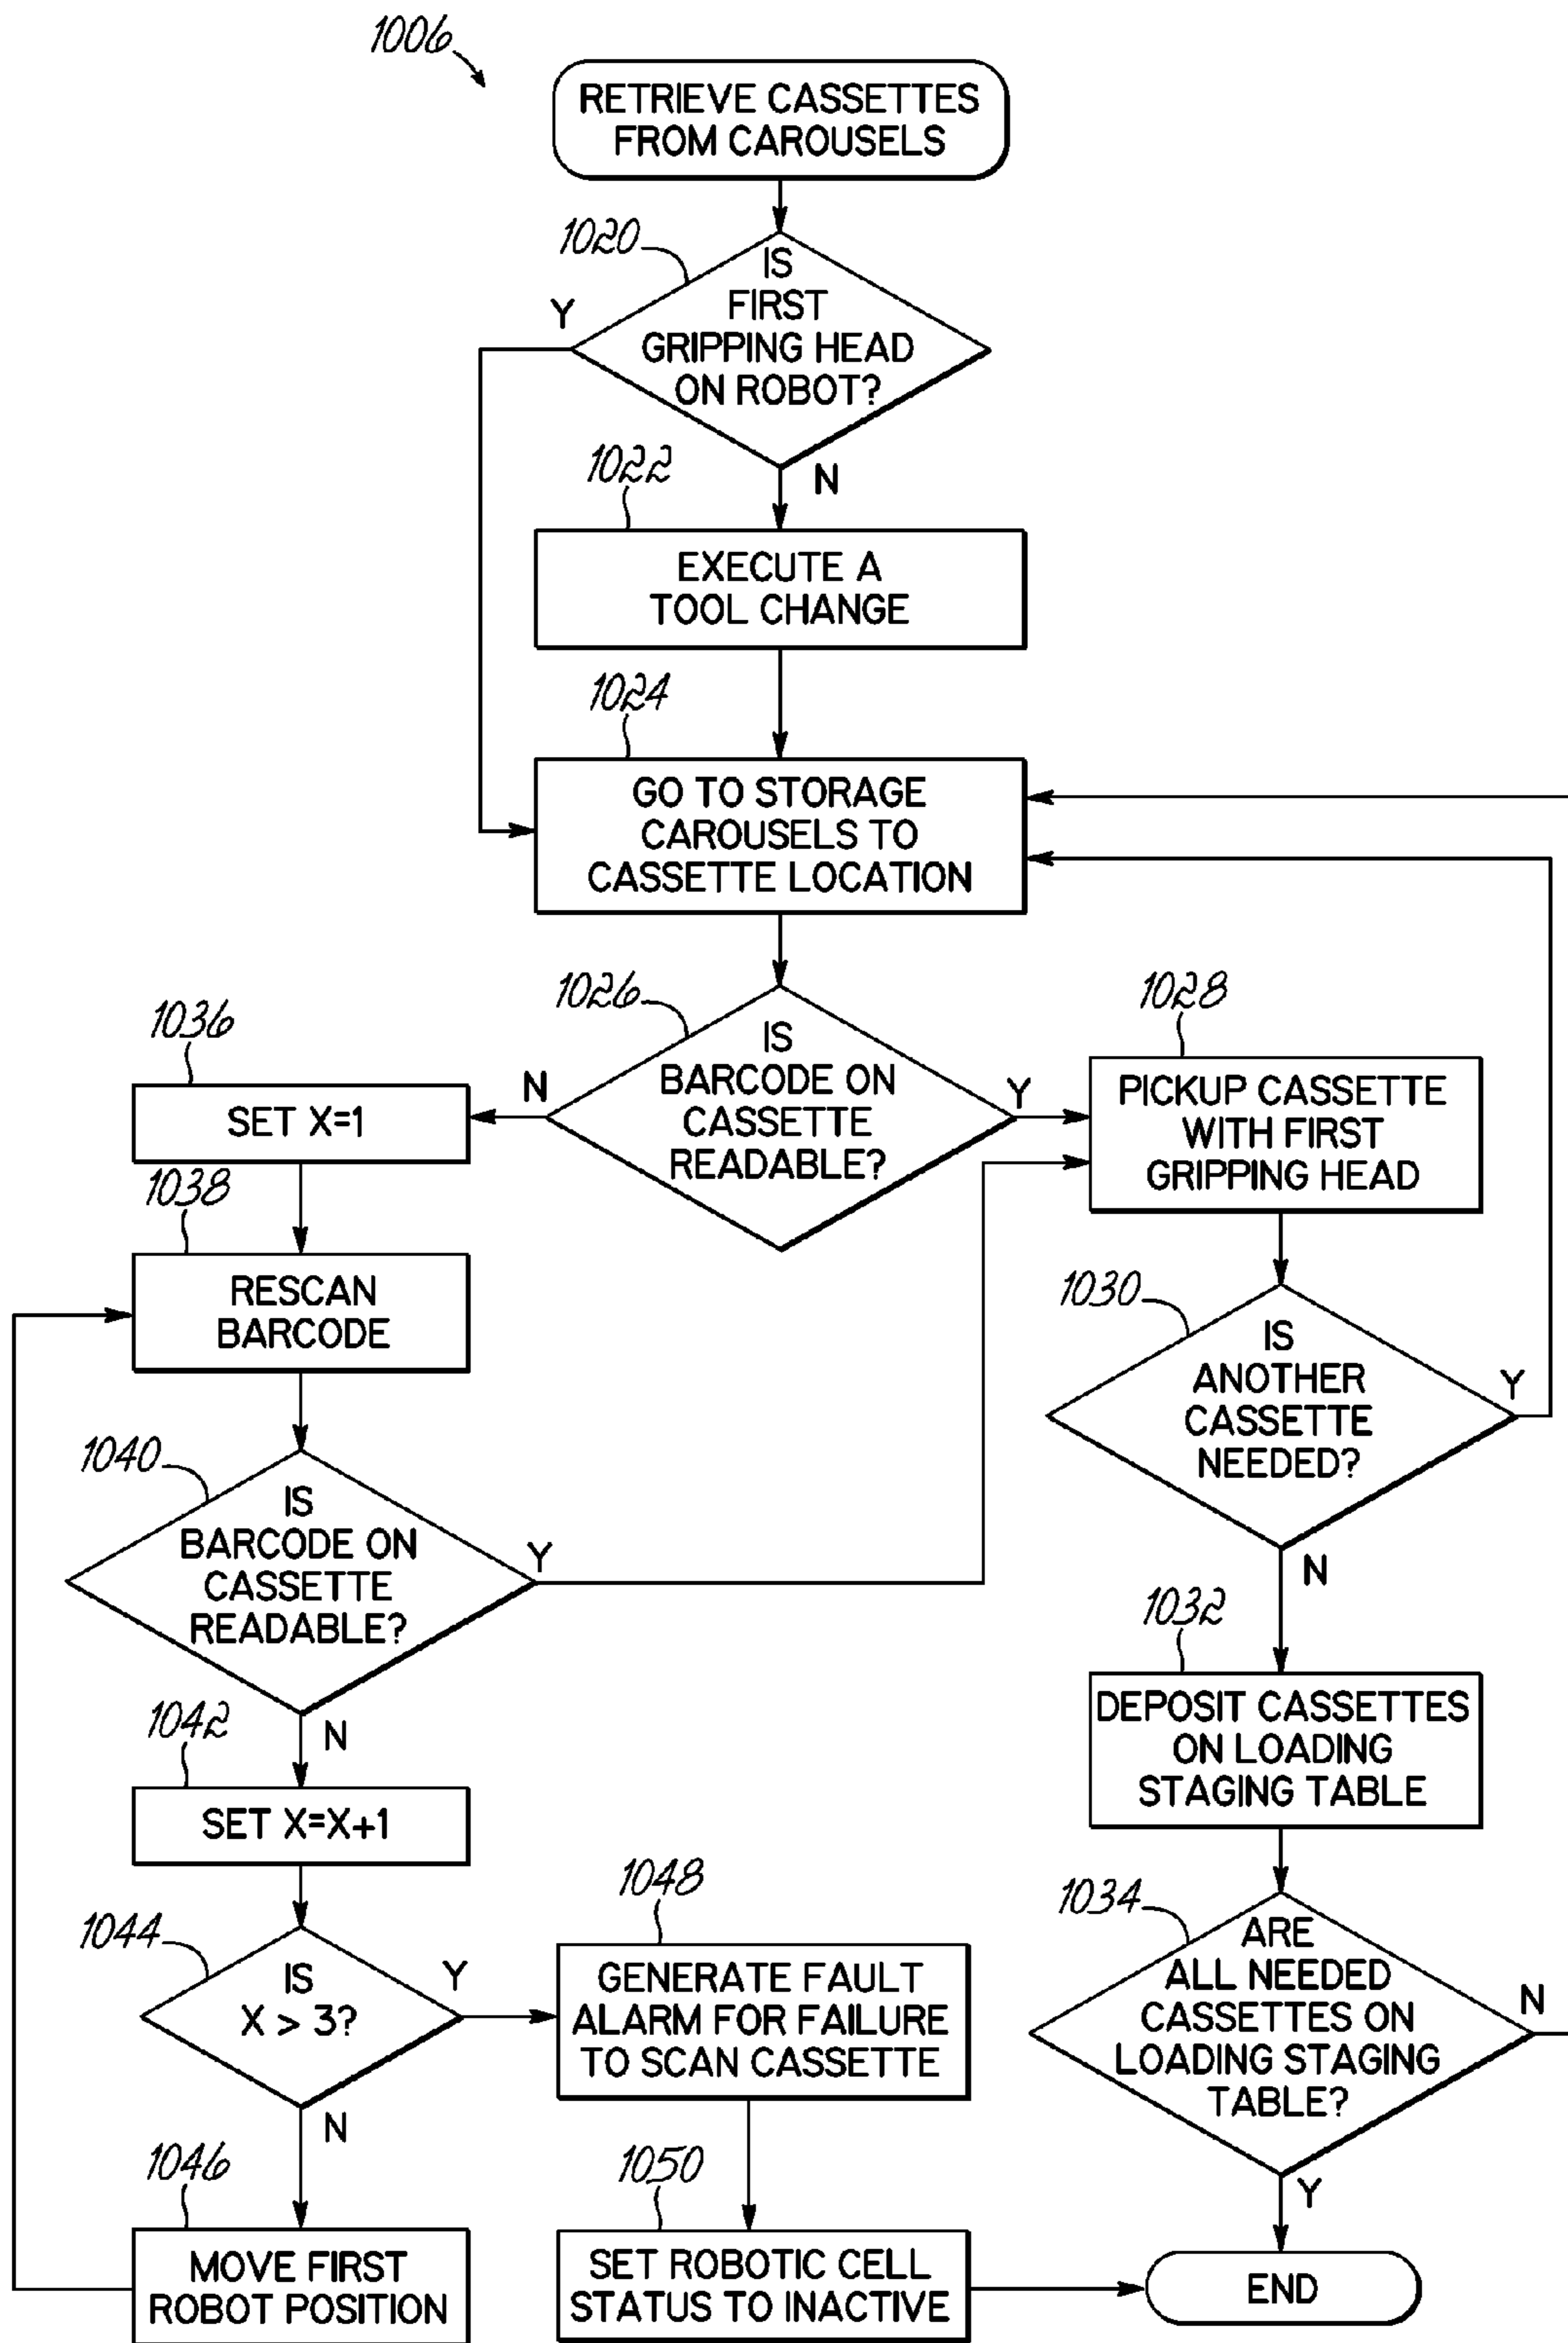 1006
RETRIEVE CASSETTES
FROM CAROUSELS
1020
IS
FIRST
GRIPPING HEAD
ON ROBOT?
Y
N
1022
EXECUTE A
TOOL CHANGE
1024
GO TO STORAGE
CAROUSELS TO
CASSETTE LOCATION
1026
IS
BARCODE ON
CASSETTE
READABLE?
N
Y
1028
PICKUP CASSETTE
WITH FIRST
GRIPPING HEAD
1030
IS
ANOTHER
CASSETTE
NEEDED?
Y
N
1032
DEPOSIT CASSETTES
ON LOADING
STAGING TABLE
1034
ARE
ALL NEEDED
CASSETTES ON
LOADING STAGING
TABLE?
N
Y
1036
SET X=1
1038
RESCAN
BARCODE
1040
IS
BARCODE ON
CASSETTE
READABLE?
Y
N
1042
SET X=X+1
1044
IS
X > 3?
Y
N
1046
MOVE FIRST
ROBOT POSITION
1048
GENERATE FAULT
ALARM FOR FAILURE
TO SCAN CASSETTE
1050
SET ROBOTIC CELL
STATUS TO INACTIVE
END